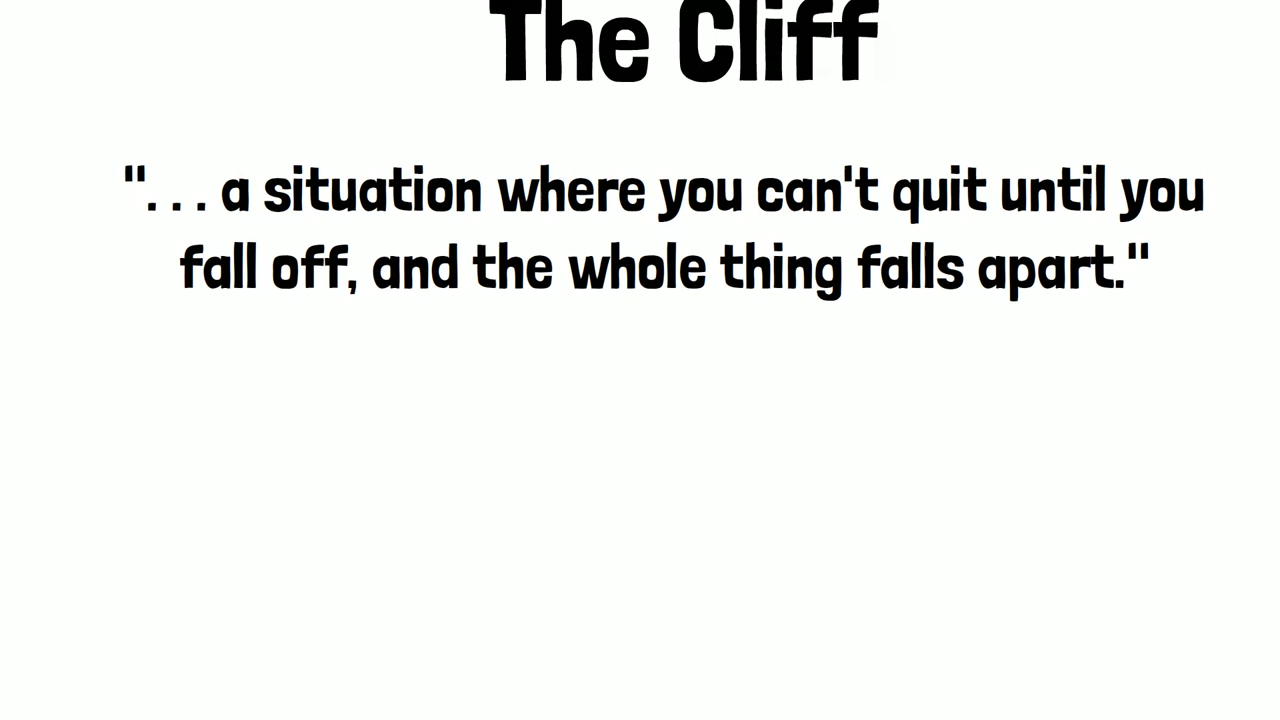 The Cliff
". . . a situation where you can't quit until you
fall off, and the whole thing falls apart."